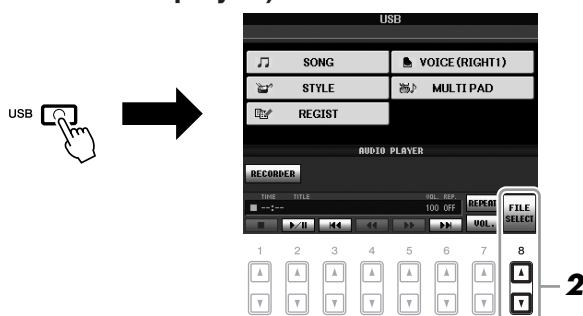 USB
USB
SONG
VOICE (RIGHT1)
STYLE
MULTI PAD
REGIST
AUDIO PLAYER
RECORDER
TIME TITLE VOL. REP.
--:-- 100 OFF
REPEAT
FILE SELECT
VOL.
1 2 3 4 5 6 7 8
2